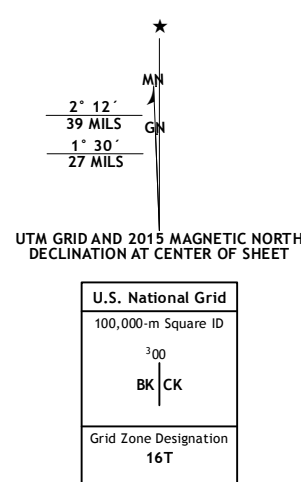 ★
MN
2° 12´
39 MILS
GN
1° 30´
27 MILS
UTM GRID AND 2015 MAGNETIC NORTH
DECLINATION AT CENTER OF SHEET
U.S. National Grid
100,000-m Square ID
³00
BK CK
Grid Zone Designation
16T